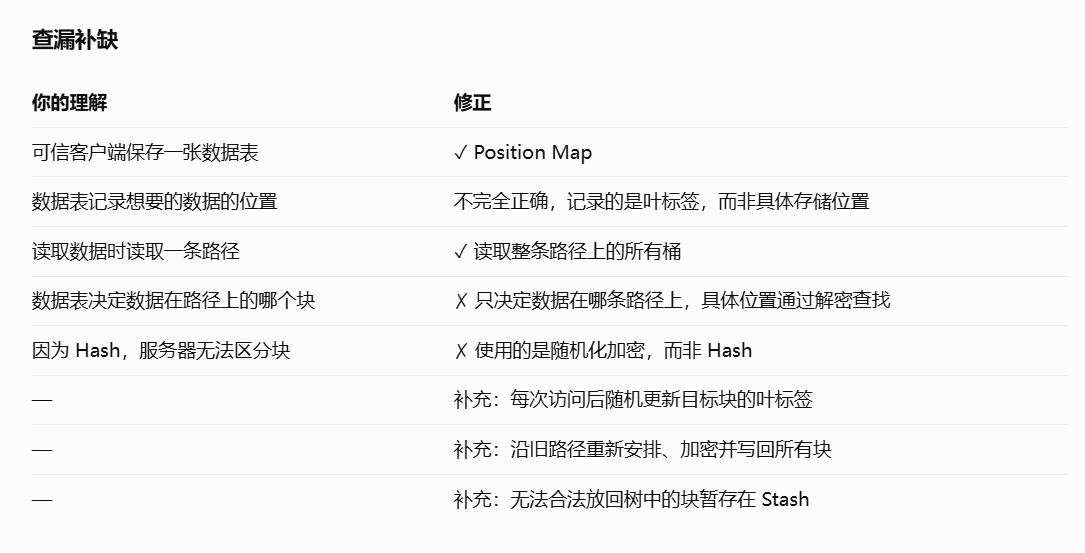 查漏补缺
你的理解 修正
可信客户端保存一张数据表 ✓ Position Map
数据表记录想要的数据的位置 不完全正确，记录的是叶标签，而非具体存储位置
读取数据时读取一条路径 ✓ 读取整条路径上的所有桶
数据表决定数据在路径上的哪个块 ✗ 只决定数据在哪条路径上，具体位置通过解密查找
因为 Hash，服务器无法区分块 ✗ 使用的是随机化加密，而非 Hash
— 补充：每次访问后随机更新目标块的叶标签
— 补充：沿旧路径重新安排、加密并写回所有块
— 补充：无法合法放回树中的块暂存在 Stash